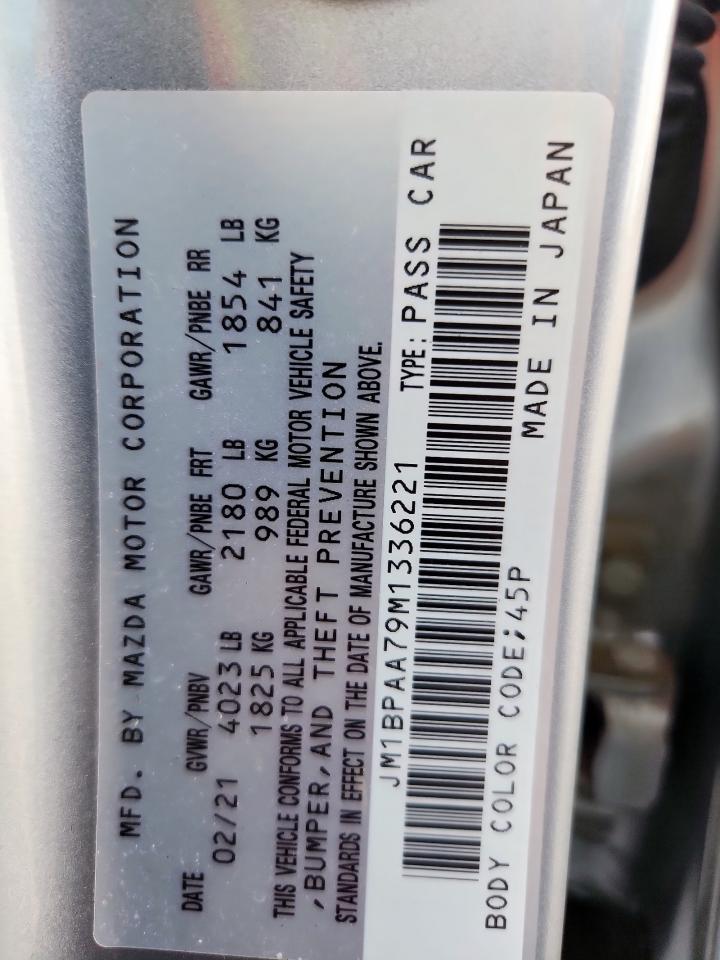 MFD. BY MAZDA MOTOR CORPORATION
DATE GVWR/PNBV GAWR/PNBE FRT GAWR/PNBE RR
02/21 4023 LB 2180 LB 1854 LB
1825 KG 989 KG 841 KG
THIS VEHICLE CONFORMS TO ALL APPLICABLE FEDERAL MOTOR VEHICLE SAFETY
,BUMPER,AND THEFT PREVENTION
STANDARDS IN EFFECT ON THE DATE OF MANUFACTURE SHOWN ABOVE.
JM1BPAA79M1336221 TYPE: PASS CAR
BODY COLOR CODE;45P MADE IN JAPAN